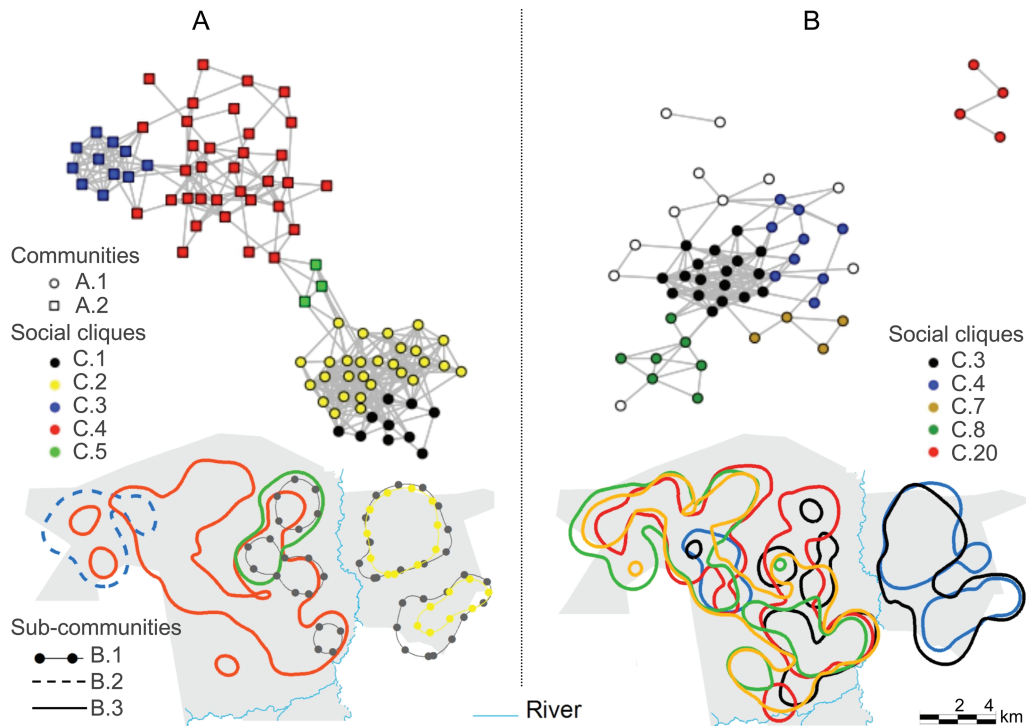 A
B
Communities
A.1
A.2
Social cliques
C.1
C.2
C.3
C.4
C.5
Social cliques
C.3
C.4
C.7
C.8
C.20
Sub-communities
B.1
B.2
B.3
River
2 4 km